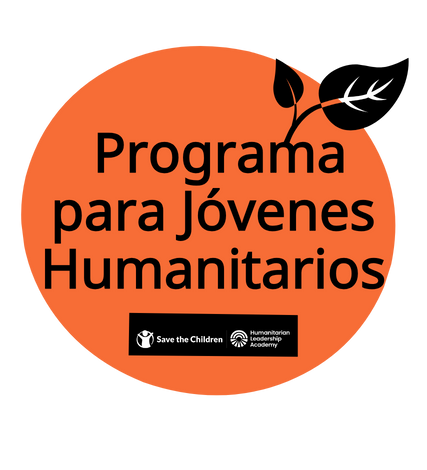 Programa
para Jóvenes
Humanitarios
Save the Children
Humanitarian
Leadership
Academy